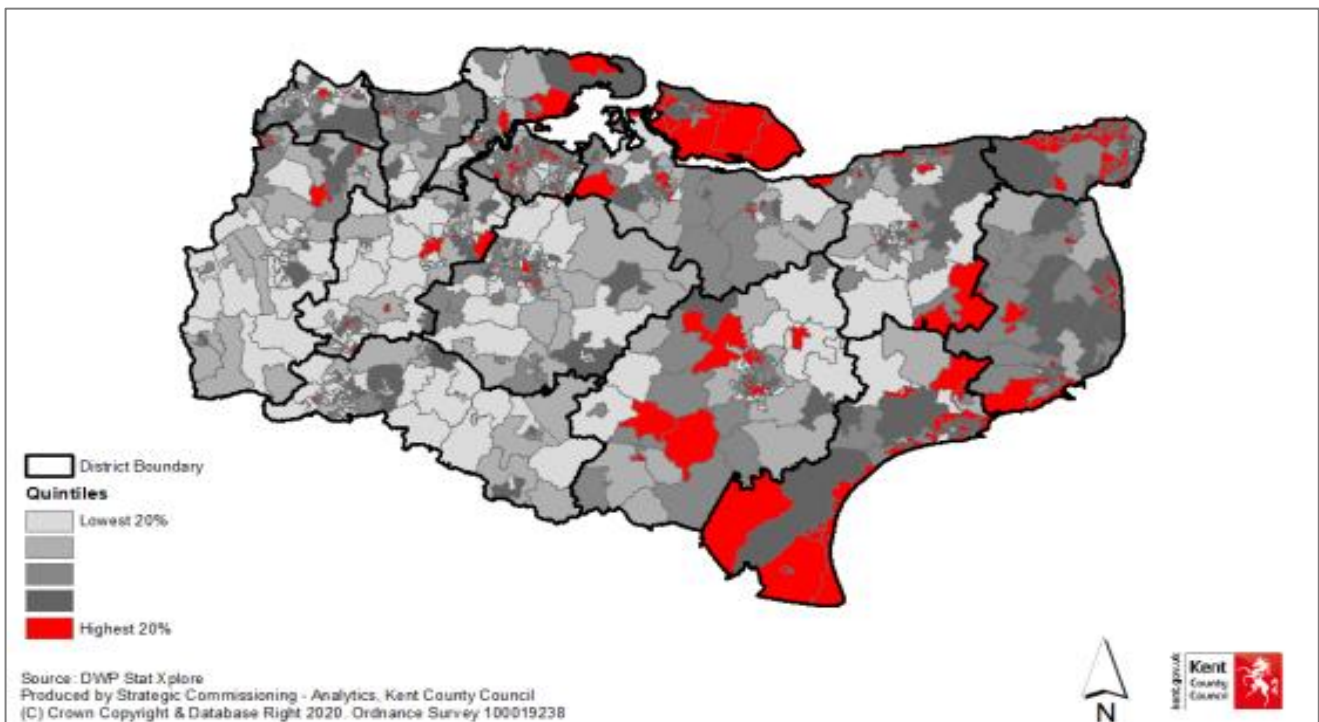 District Boundary
Quintiles
Lowest 20%
Highest 20%
Source: DWP Stat Xplore
Produced by Strategic Commissioning - Analytics, Kent County Council
(C) Crown Copyright & Database Right 2020. Ordnance Survey 100019238
N
kent.gov.uk
Kent
County
Council